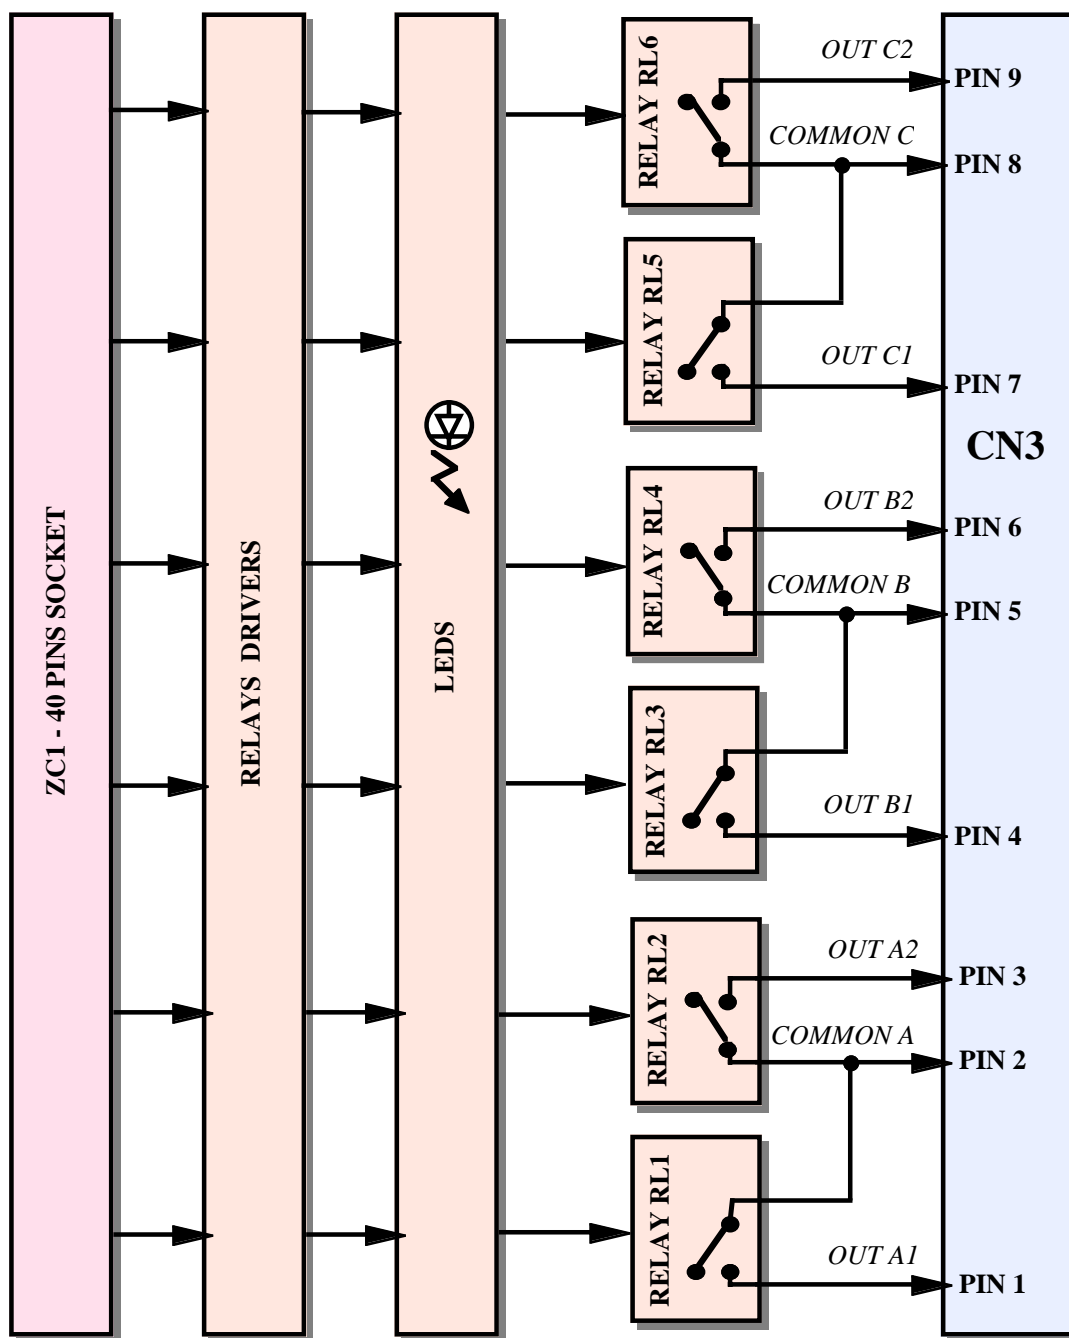 ZC1 - 40 PINS SOCKET
RELAYS DRIVERS
LEDS
RELAY RL6
OUT C2
PIN 9
COMMON C
PIN 8
RELAY RL5
OUT C1
PIN 7
CN3
RELAY RL4
OUT B2
PIN 6
COMMON B
PIN 5
RELAY RL3
OUT B1
PIN 4
RELAY RL2
OUT A2
PIN 3
COMMON A
PIN 2
RELAY RL1
OUT A1
PIN 1